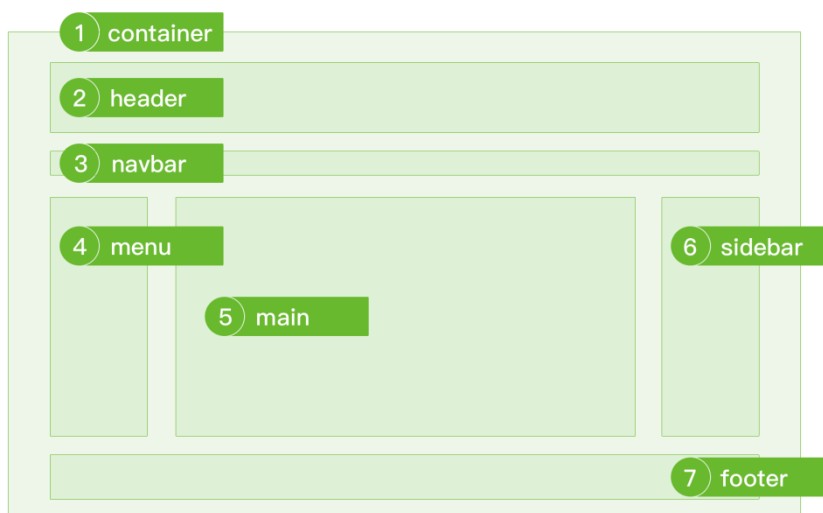 1 container
2 header
3 navbar
4 menu
5 main
6 sidebar
7 footer